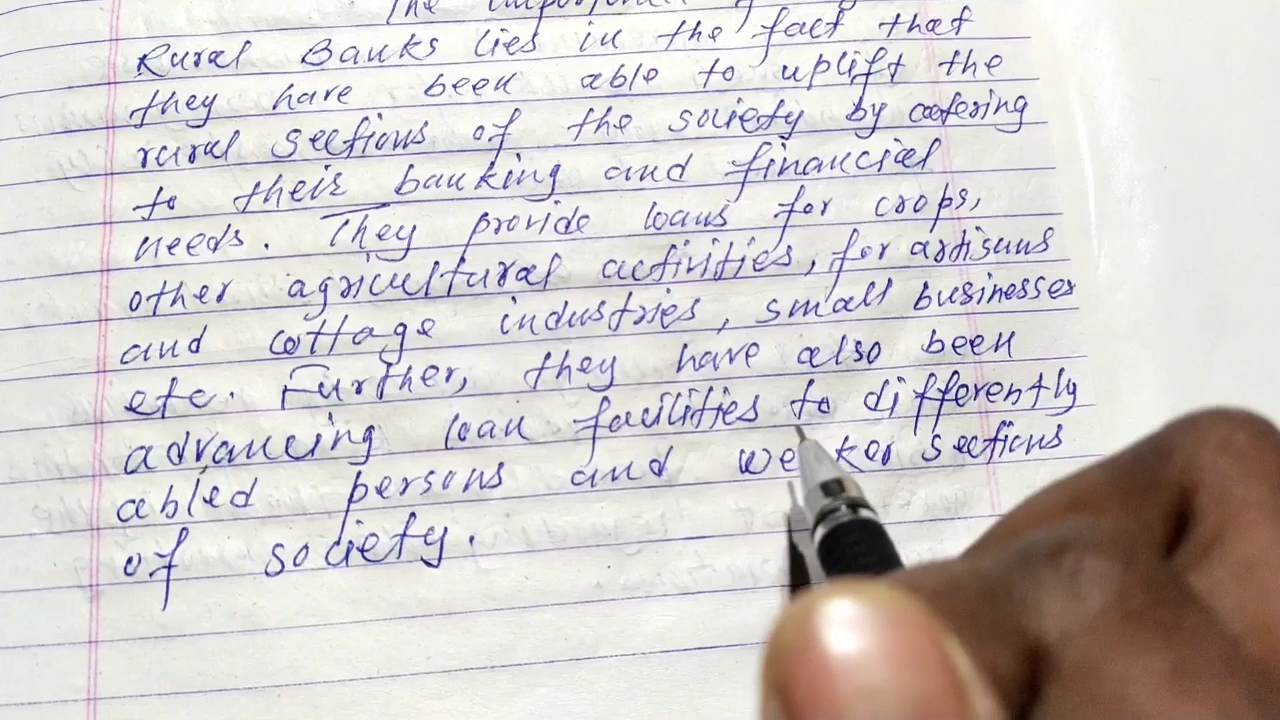 The
Rural Banks lies in the fact that
they have been able to uplift the
rural sections of the society by catering
to their banking and financial
needs. They provide loans for crops,
other agricultural activities, for artisans
and cottage industries, small businesses
etc. Further, they have also been
advancing loan facilities to differently
abled persons and weaker sections
of society.